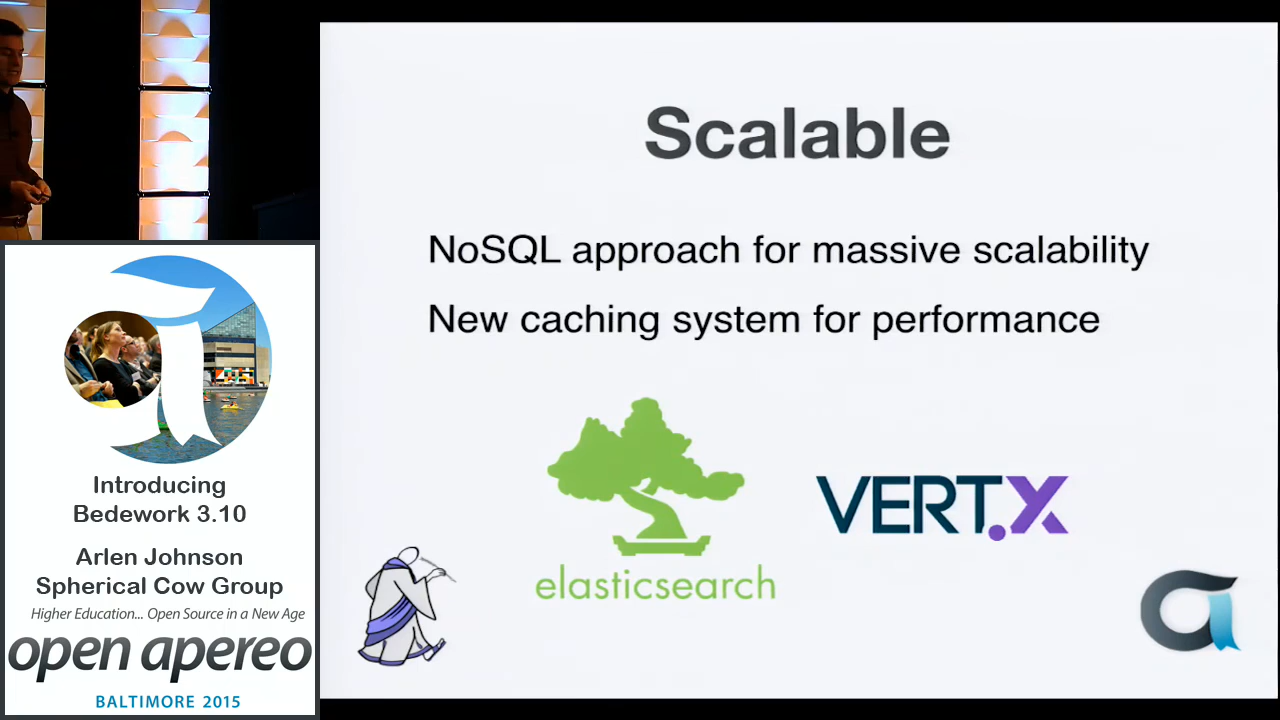 Scalable
NoSQL approach for massive scalability
New caching system for performance
elasticsearch
VERT.X
Introducing
Bedework 3.10
Arlen Johnson
Spherical Cow Group
Higher Education... Open Source in a New Age
open apereo
BALTIMORE 2015